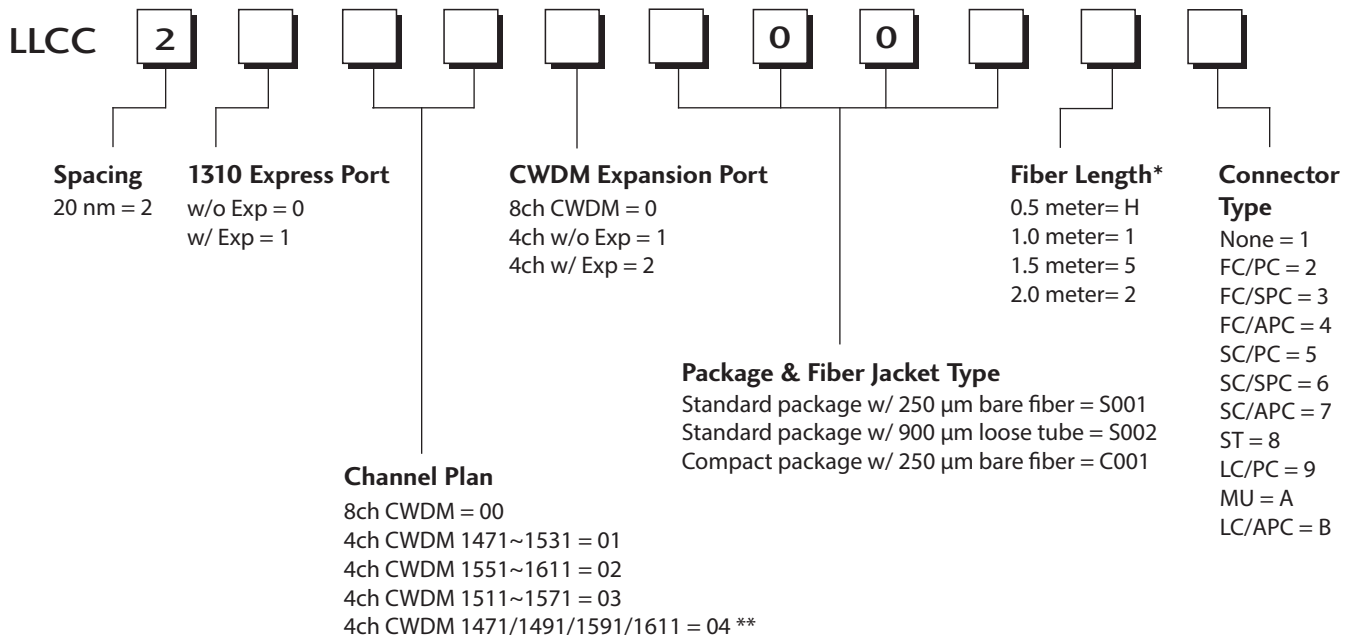 LLCC 2 0 0
Spacing
20 nm = 2
1310 Express Port
w/o Exp = 0
w/ Exp = 1
CWDM Expansion Port
8ch CWDM = 0
4ch w/o Exp = 1
4ch w/ Exp = 2
Fiber Length*
0.5 meter= H
1.0 meter= 1
1.5 meter= 5
2.0 meter= 2
Connector
Type
None = 1
FC/PC = 2
FC/SPC = 3
FC/APC = 4
SC/PC = 5
SC/SPC = 6
SC/APC = 7
ST = 8
LC/PC = 9
MU = A
LC/APC = B
Package & Fiber Jacket Type
Standard package w/ 250 µm bare fiber = S001
Standard package w/ 900 µm loose tube = S002
Compact package w/ 250 µm bare fiber = C001
Channel Plan
8ch CWDM = 00
4ch CWDM 1471~1531 = 01
4ch CWDM 1551~1611 = 02
4ch CWDM 1511~1571 = 03
4ch CWDM 1471/1491/1591/1611 = 04 **